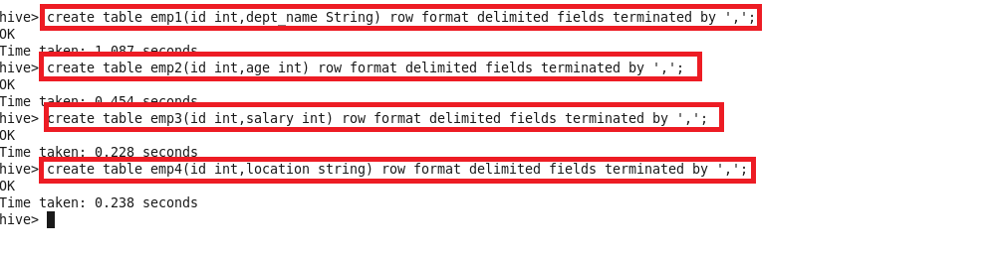 hive> create table emp1(id int,dept_name String) row format delimited fields terminated by ',';
OK
Time taken: 1.087 seconds
hive> create table emp2(id int,age int) row format delimited fields terminated by ',';
OK
Time taken: 0.454 seconds
hive> create table emp3(id int,salary int) row format delimited fields terminated by ',';
OK
Time taken: 0.228 seconds
hive> create table emp4(id int,location string) row format delimited fields terminated by ',';
OK
Time taken: 0.238 seconds
hive>